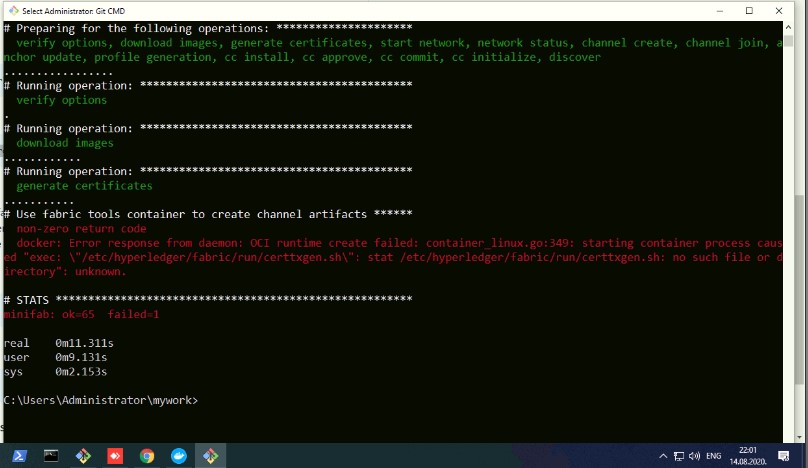 Select Administrator: Git CMD
# Preparing for the following operations: *********************
verify options, download images, generate certificates, start network, network status, channel create, channel join, a
nchor update, profile generation, cc install, cc approve, cc commit, cc initialize, discover
.................
# Running operation: ******************************************
verify options
.
# Running operation: ******************************************
download images
............
# Running operation: ******************************************
generate certificates
...........
# Use fabric tools container to create channel artifacts ******
non-zero return code
docker: Error response from daemon: OCI runtime create failed: container_linux.go:349: starting container process caus
ed "exec: \"/etc/hyperledger/fabric/run/certtxgen.sh\": stat /etc/hyperledger/fabric/run/certtxgen.sh: no such file or d
irectory": unknown.
# STATS *******************************************************
minifab: ok=65 failed=1
real 0m11.311s
user 0m9.131s
sys 0m2.153s
C:\Users\Administrator\mywork>
ENG
22:01
14.08.2020.